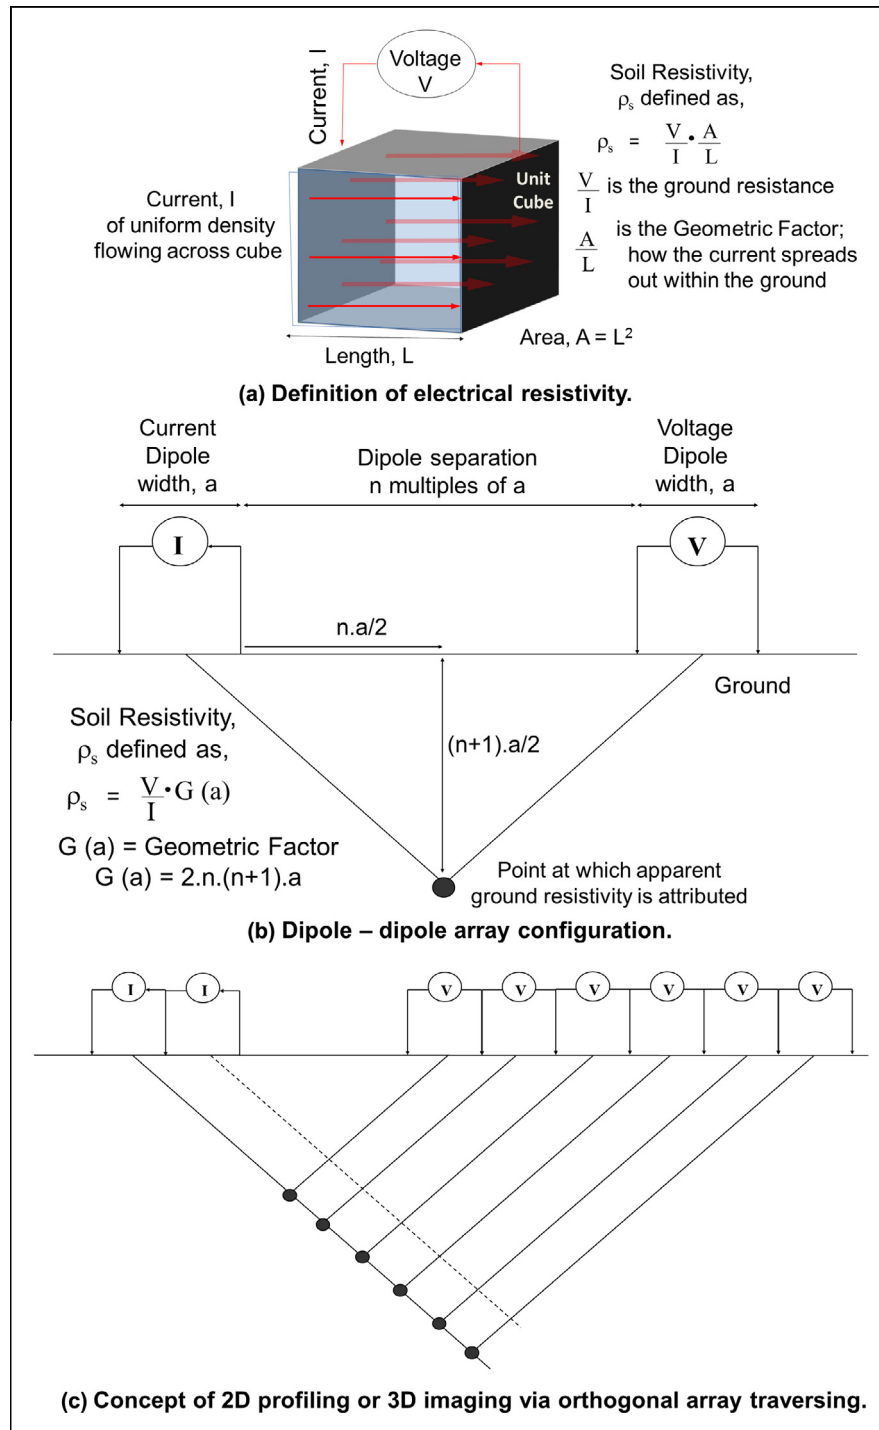 Current, I
Voltage
V
Soil Resistivity,
ρs defined as,
ρs = V/I • A/L
V/I is the ground resistance
A/L is the Geometric Factor;
how the current spreads
out within the ground
Unit
Cube
Current, I
of uniform density
flowing across cube
Length, L
Area, A = L²
(a) Definition of electrical resistivity.
Current
Dipole
width, a
Dipole separation
n multiples of a
Voltage
Dipole
width, a
I
V
n.a/2
Ground
(n+1).a/2
Soil Resistivity,
ρs defined as,
ρs = V/I • G (a)
G (a) = Geometric Factor
G (a) = 2.n.(n+1).a
Point at which apparent
ground resistivity is attributed
(b) Dipole – dipole array configuration.
I I V V V V V V
(c) Concept of 2D profiling or 3D imaging via orthogonal array traversing.